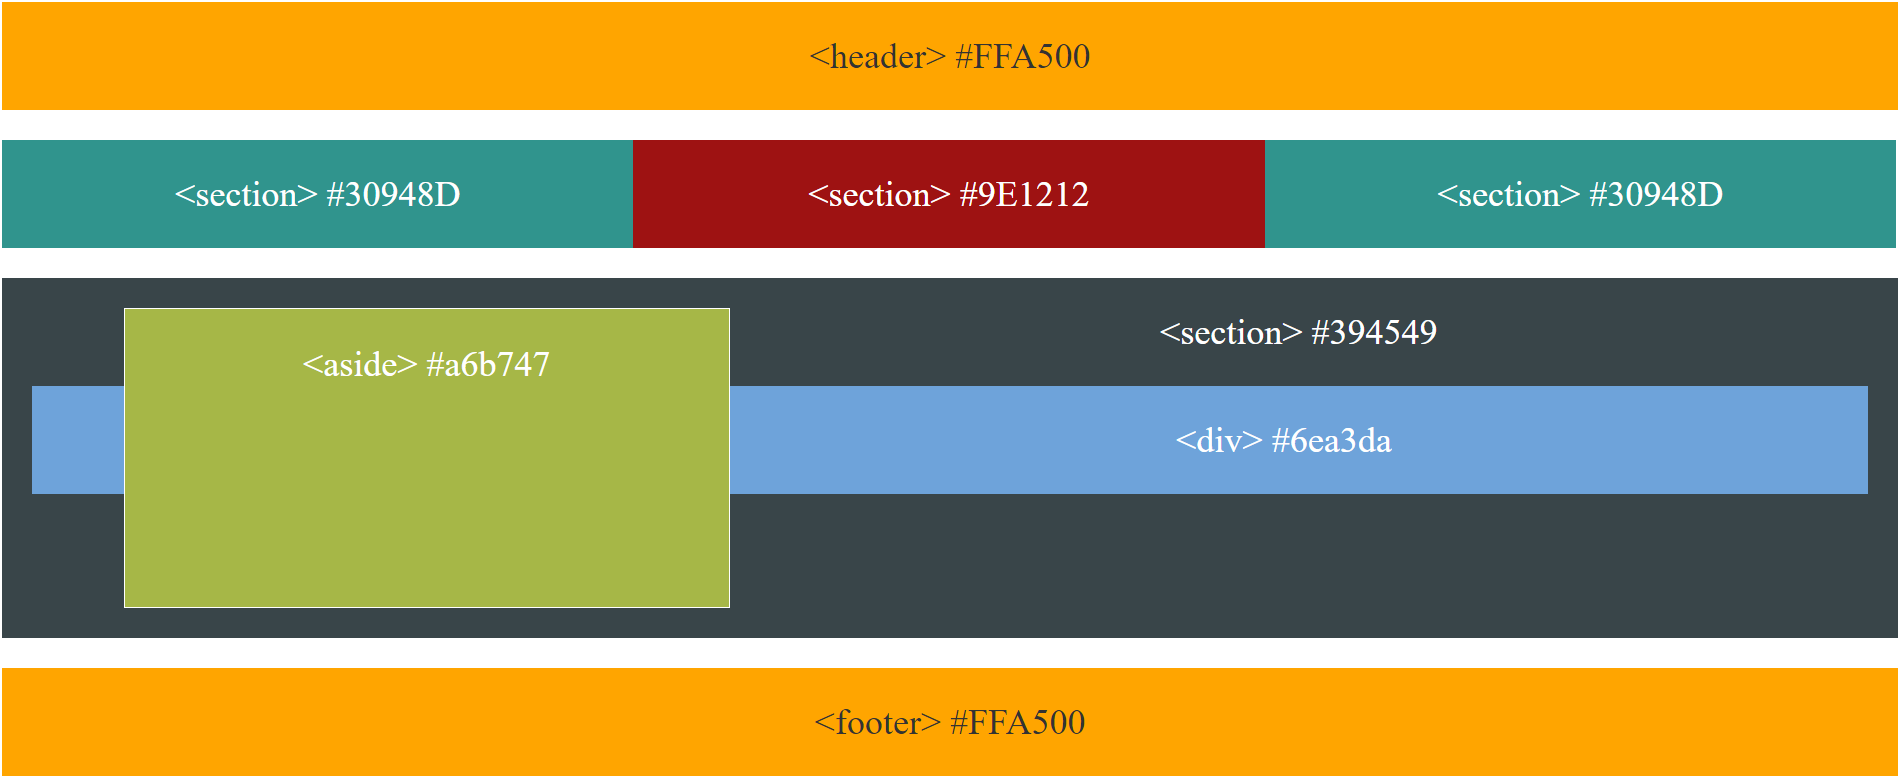 <header> #FFA500
<section> #30948D
<section> #9E1212
<section> #30948D
<section> #394549
<aside> #a6b747
<div> #6ea3da
<footer> #FFA500